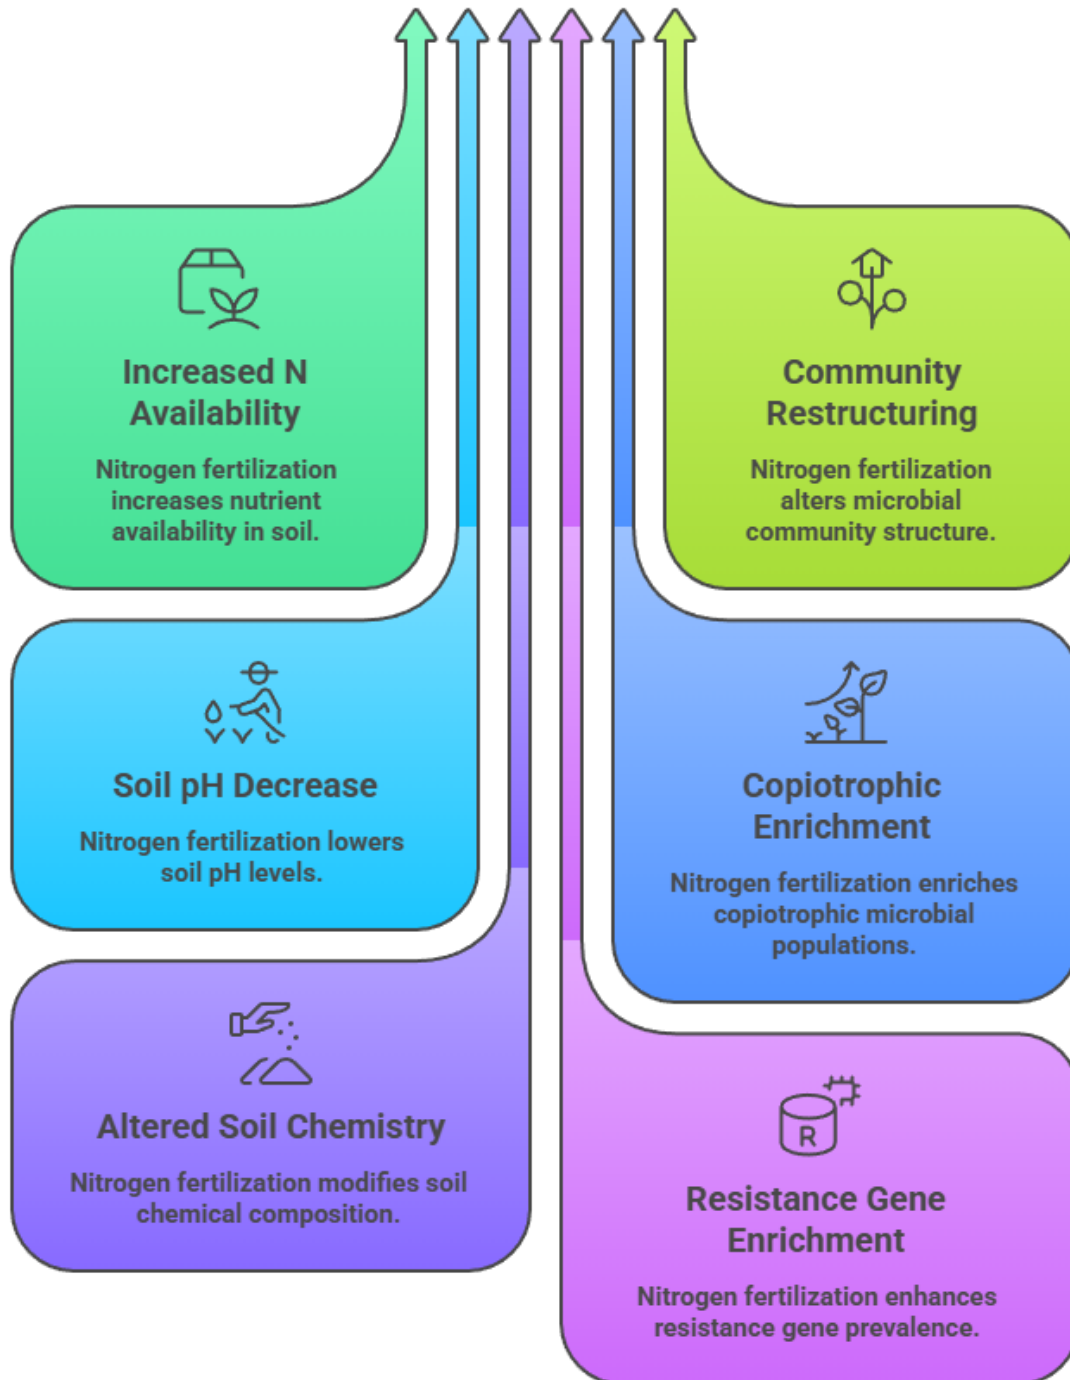 Increased N
Availability
Nitrogen fertilization
increases nutrient
availability in soil.
Community
Restructuring
Nitrogen fertilization
alters microbial
community structure.
Soil pH Decrease
Nitrogen fertilization lowers
soil pH levels.
Copiotrophic
Enrichment
Nitrogen fertilization enriches
copiotrophic microbial
populations.
Altered Soil Chemistry
Nitrogen fertilization modifies soil
chemical composition.
R
Resistance Gene
Enrichment
Nitrogen fertilization enhances
resistance gene prevalence.